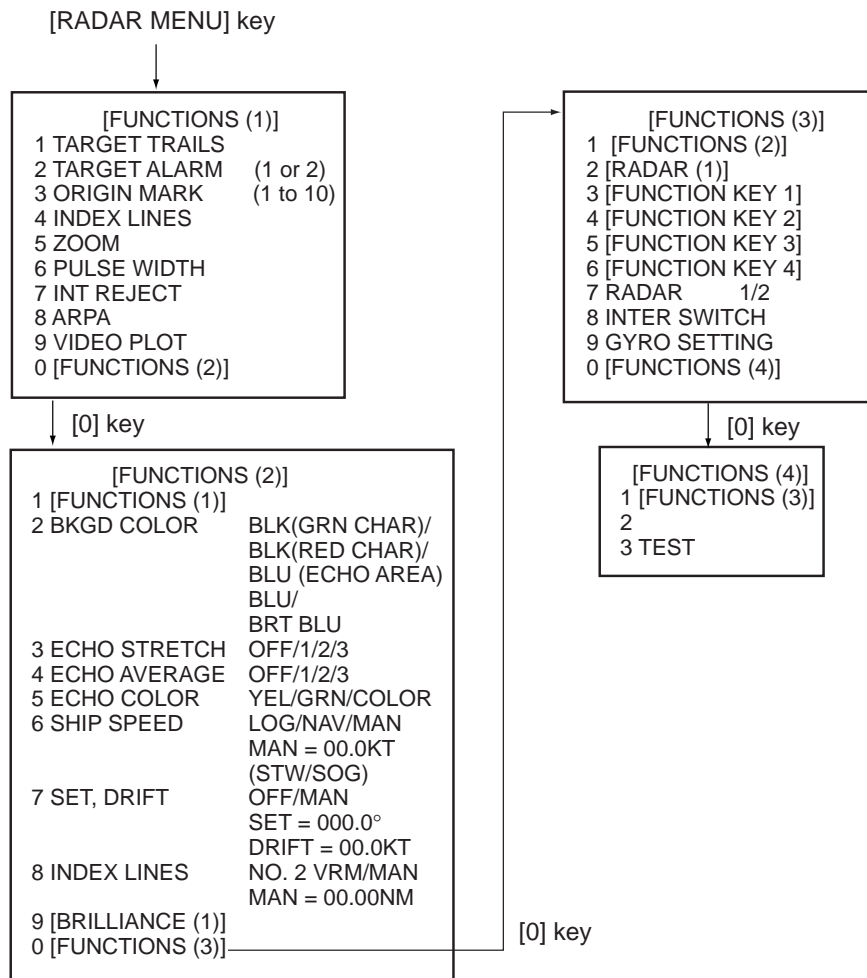 [RADAR MENU] key
[FUNCTIONS (1)]
1 TARGET TRAILS
2 TARGET ALARM (1 or 2)
3 ORIGIN MARK (1 to 10)
4 INDEX LINES
5 ZOOM
6 PULSE WIDTH
7 INT REJECT
8 ARPA
9 VIDEO PLOT
0 [FUNCTIONS (2)]
[0] key
[FUNCTIONS (2)]
1 [FUNCTIONS (1)]
2 BKGD COLOR BLK(GRN CHAR)/
BLK(RED CHAR)/
BLU (ECHO AREA)
BLU/
BRT BLU
3 ECHO STRETCH OFF/1/2/3
4 ECHO AVERAGE OFF/1/2/3
5 ECHO COLOR YEL/GRN/COLOR
6 SHIP SPEED LOG/NAV/MAN
MAN = 00.0KT
(STW/SOG)
7 SET, DRIFT OFF/MAN
SET = 000.0°
DRIFT = 00.0KT
8 INDEX LINES NO. 2 VRM/MAN
MAN = 00.00NM
9 [BRILLIANCE (1)]
0 [FUNCTIONS (3)]
[0] key
[FUNCTIONS (3)]
1 [FUNCTIONS (2)]
2 [RADAR (1)]
3 [FUNCTION KEY 1]
4 [FUNCTION KEY 2]
5 [FUNCTION KEY 3]
6 [FUNCTION KEY 4]
7 RADAR 1/2
8 INTER SWITCH
9 GYRO SETTING
0 [FUNCTIONS (4)]
[0] key
[FUNCTIONS (4)]
1 [FUNCTIONS (3)]
2
3 TEST